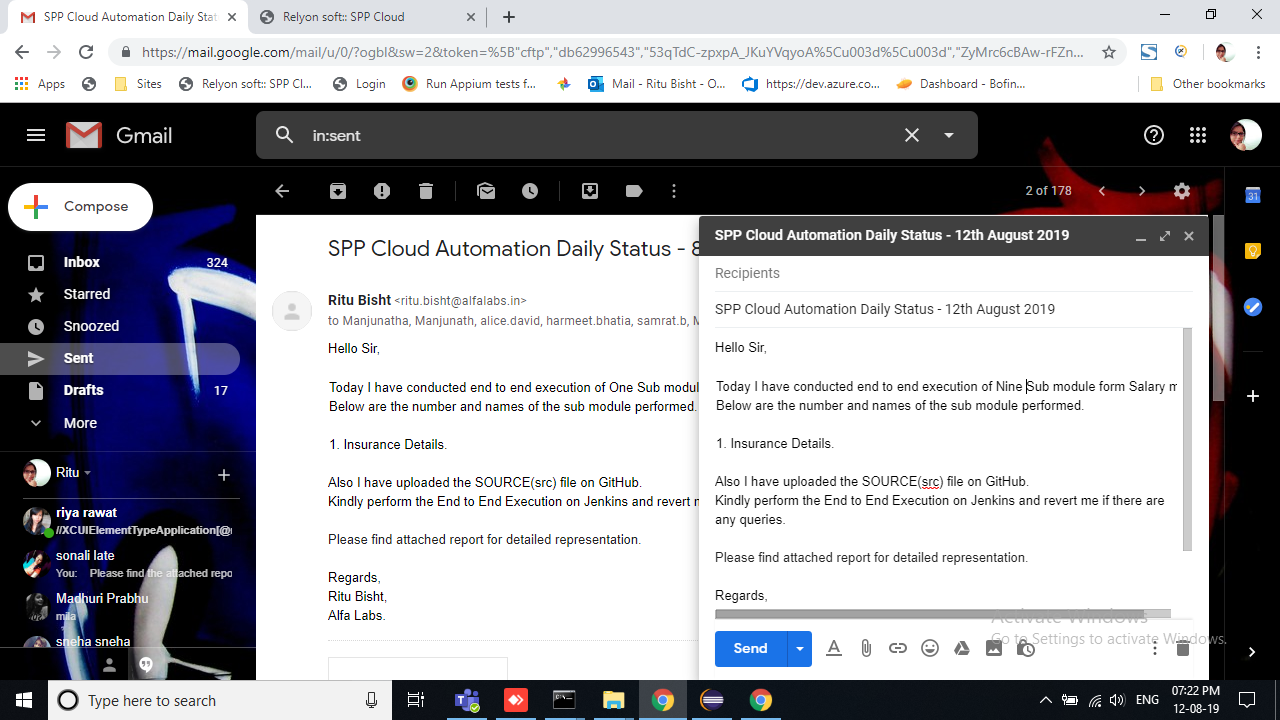 SPP Cloud Automation Daily Stat
Relyon soft:: SPP Cloud
https://mail.google.com/mail/u/0/?ogbl&sw=2&token=%5B"cftp","db62996543","53qTdC-zpxpA_JKuYVqyoA%5Cu003d%5Cu003d","ZyMrc6cBAw-rFZn...
Apps
Sites
Relyon soft:: SPP Cl...
Login
Run Appium tests f...
Mail - Ritu Bisht - O...
https://dev.azure.co...
Dashboard - Bofin...
Other bookmarks
Gmail
in:sent
Compose
2 of 178
Inbox 324
Starred
Snoozed
Sent
Drafts 17
More
Ritu
riya rawat
//XCUIElementTypeApplication[@
sonali late
You: Please find the attached repo
Madhuri Prabhu
mila
sneha sneha
SPP Cloud Automation Daily Status - 8
Ritu Bisht <ritu.bisht@alfalabs.in>
to Manjunatha, Manjunath, alice.david, harmeet.bhatia, samrat.b, M
Hello Sir,
Today I have conducted end to end execution of One Sub modul
Below are the number and names of the sub module performed.
1. Insurance Details.
Also I have uploaded the SOURCE(src) file on GitHub.
Kindly perform the End to End Execution on Jenkins and revert m
Please find attached report for detailed representation.
Regards,
Ritu Bisht,
Alfa Labs.
SPP Cloud Automation Daily Status - 12th August 2019
Recipients
SPP Cloud Automation Daily Status - 12th August 2019
Hello Sir,
Today I have conducted end to end execution of Nine Sub module form Salary m
Below are the number and names of the sub module performed.
1. Insurance Details.
Also I have uploaded the SOURCE(src) file on GitHub.
Kindly perform the End to End Execution on Jenkins and revert me if there are
any queries.
Please find attached report for detailed representation.
Regards,
Activate Windows
Go to Settings to activate Windows.
Send
31
Type here to search
ENG
07:22 PM
12-08-19